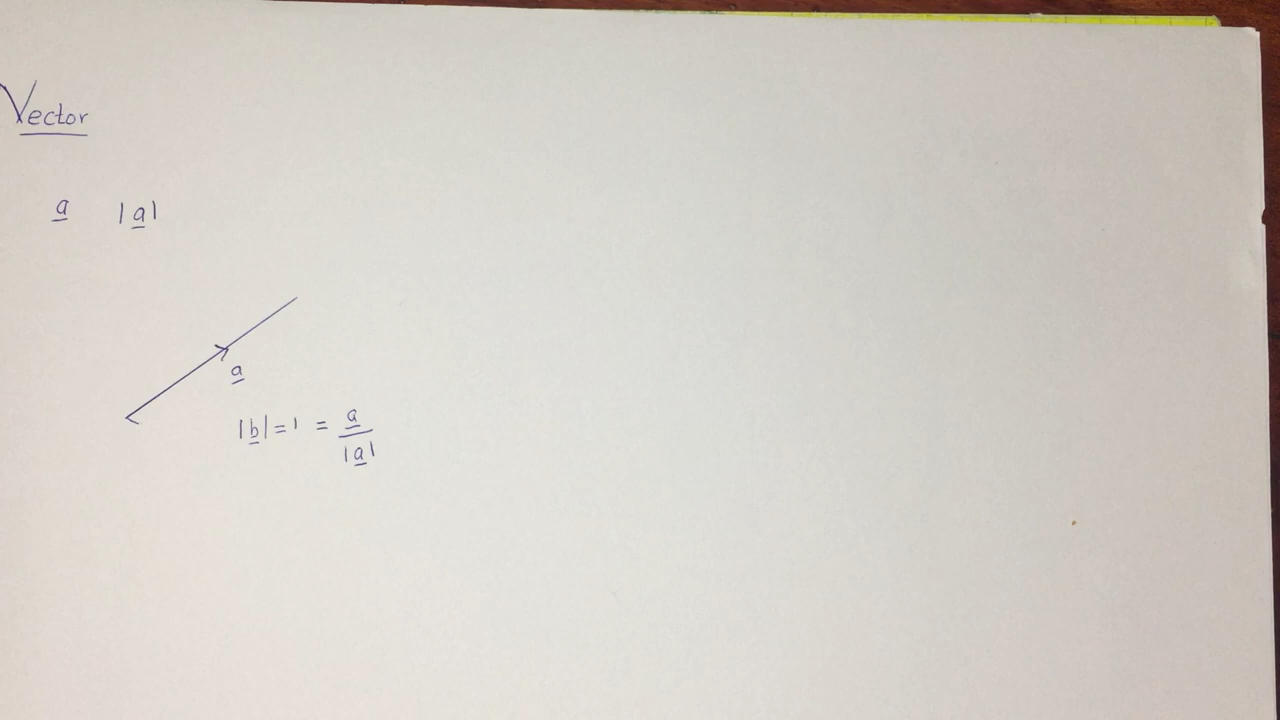 Vector
a |a|
a
|b| = 1 = a / |a|